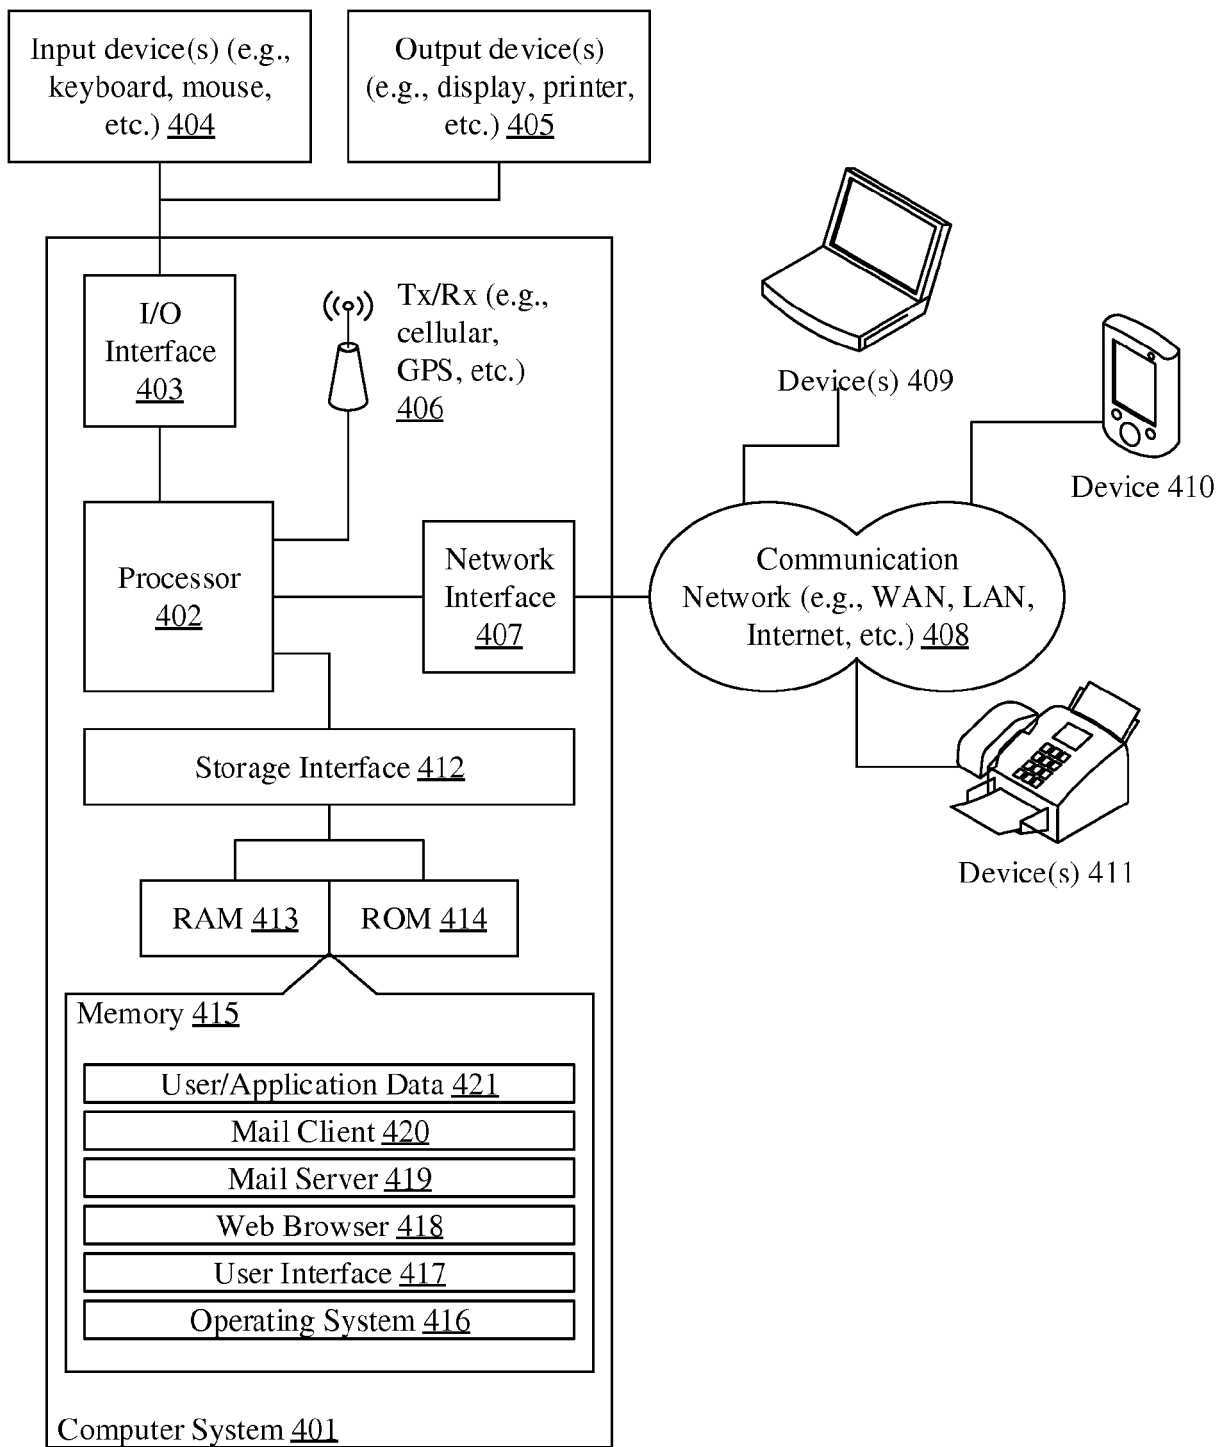 Input device(s) (e.g.,
keyboard, mouse,
etc.) 404
Output device(s)
(e.g., display, printer,
etc.) 405
I/O
Interface
403
Tx/Rx (e.g.,
cellular,
GPS, etc.)
406
Device(s) 409
Device 410
Processor
402
Network
Interface
407
Communication
Network (e.g., WAN, LAN,
Internet, etc.) 408
Storage Interface 412
Device(s) 411
RAM 413
ROM 414
Memory 415
User/Application Data 421
Mail Client 420
Mail Server 419
Web Browser 418
User Interface 417
Operating System 416
Computer System 401